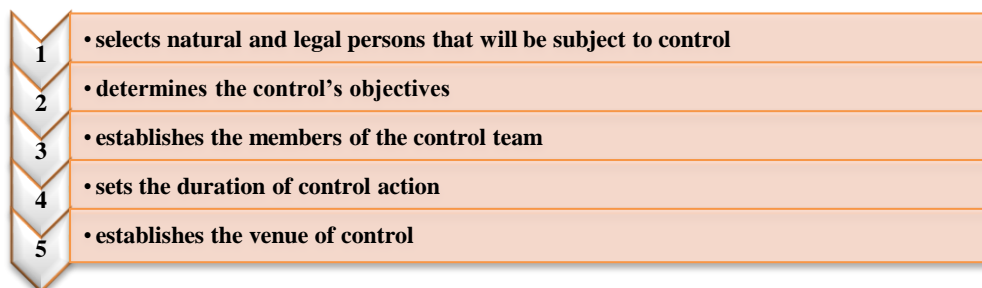 1 • selects natural and legal persons that will be subject to control
2 • determines the control's objectives
3 • establishes the members of the control team
4 • sets the duration of control action
5 • establishes the venue of control